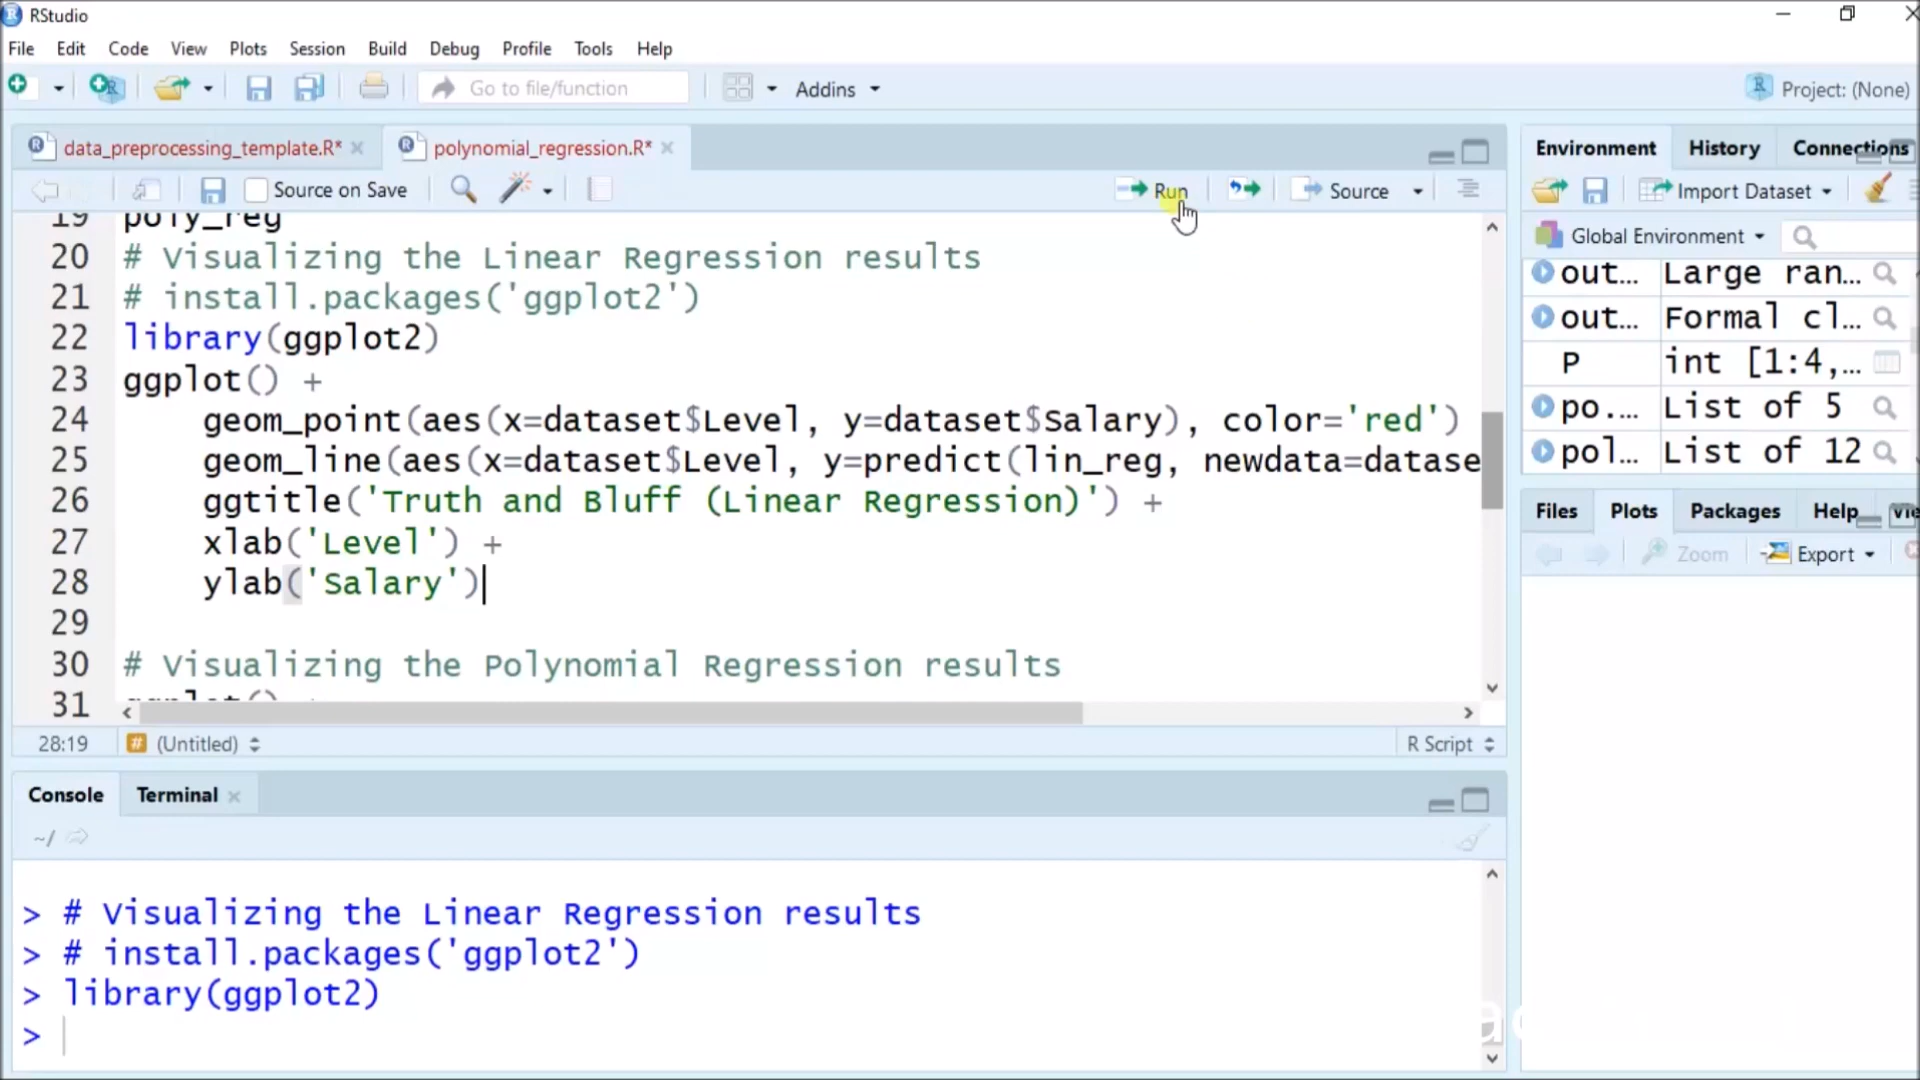 RStudio
File Edit Code View Plots Session Build Debug Profile Tools Help
Go to file/function Addins Project: (None)
data_preprocessing_template.R* polynomial_regression.R*
Source on Save Run Source
19 poly_reg
20 # Visualizing the Linear Regression results
21 # install.packages('ggplot2')
22 library(ggplot2)
23 ggplot() +
24 geom_point(aes(x=dataset$Level, y=dataset$Salary), color='red')
25 geom_line(aes(x=dataset$Level, y=predict(lin_reg, newdata=datase
26 ggtitle('Truth and Bluff (Linear Regression)') +
27 xlab('Level') +
28 ylab('Salary')
29
30 # Visualizing the Polynomial Regression results
31 ggplot() +
28:19 (Untitled) R Script
Console Terminal
~/
> # Visualizing the Linear Regression results
> # install.packages('ggplot2')
> library(ggplot2)
>
Environment History Connections
Import Dataset
Global Environment
out... Large ran...
out... Formal cl...
P int [1:4,...
po.... List of 5
pol... List of 12
Files Plots Packages Help Vie
Zoom Export